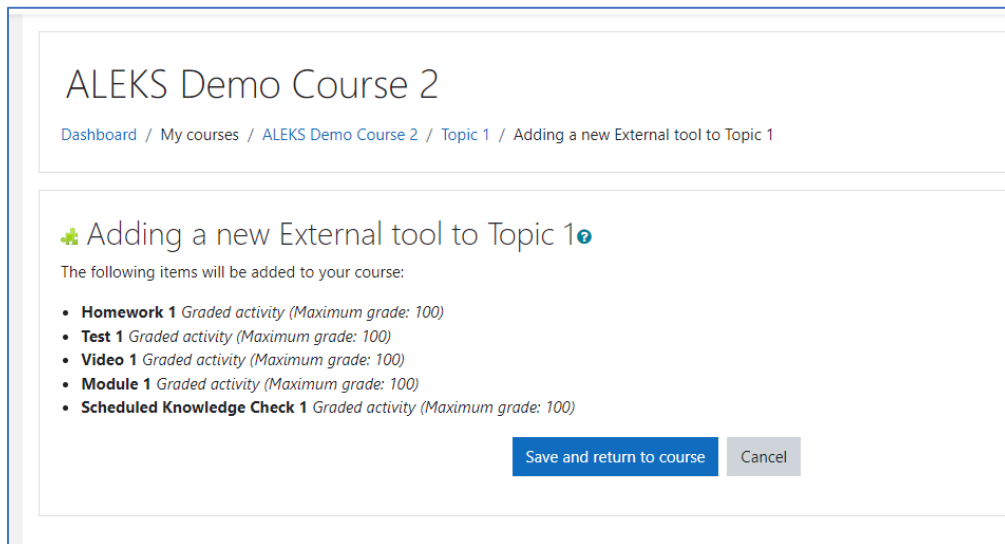 ALEKS Demo Course 2
Dashboard / My courses / ALEKS Demo Course 2 / Topic 1 / Adding a new External tool to Topic 1
Adding a new External tool to Topic 1?
The following items will be added to your course:
• Homework 1 Graded activity (Maximum grade: 100)
• Test 1 Graded activity (Maximum grade: 100)
• Video 1 Graded activity (Maximum grade: 100)
• Module 1 Graded activity (Maximum grade: 100)
• Scheduled Knowledge Check 1 Graded activity (Maximum grade: 100)
Save and return to course Cancel